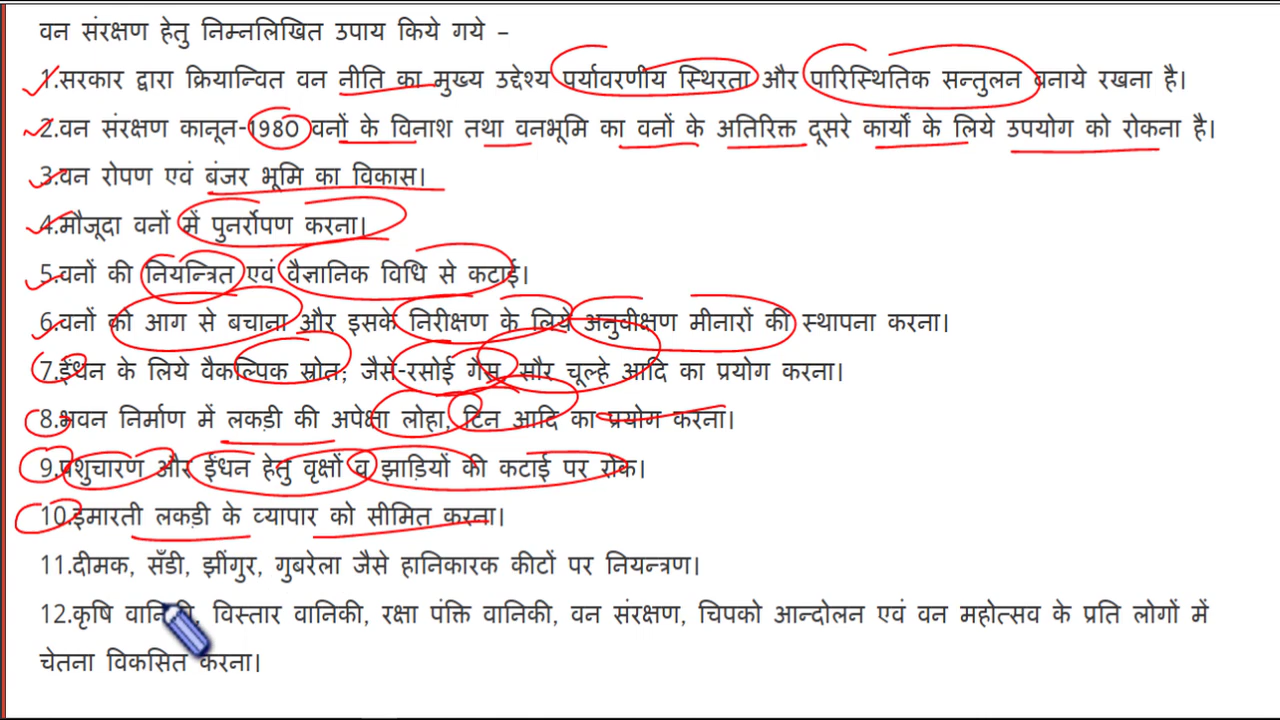 वन संरक्षण हेतु निम्नलिखित उपाय किये गये –
1.सरकार द्वारा क्रियान्वित वन नीति का मुख्य उद्देश्य पर्यावरणीय स्थिरता और पारिस्थितिक सन्तुलन बनाये रखना है।
2.वन संरक्षण कानून-1980 वनों के विनाश तथा वनभूमि का वनों के अतिरिक्त दूसरे कार्यों के लिये उपयोग को रोकना है।
3.वन रोपण एवं बंजर भूमि का विकास।
4.मौजूदा वनों में पुनर्रोपण करना।
5.वनों की नियन्त्रित एवं वैज्ञानिक विधि से कटाई।
6.वनों को आग से बचाना और इसके निरीक्षण के लिये अनुवीक्षण मीनारों की स्थापना करना।
7.ईंधन के लिये वैकल्पिक स्रोत; जैसे-रसोई गैस, सौर चूल्हे आदि का प्रयोग करना।
8.भवन निर्माण में लकडी की अपेक्षा लोहा, टिन आदि का प्रयोग करना।
9.पशुचारण और ईंधन हेतु वृक्षों व झाड़ियों की कटाई पर रोक।
10.इमारती लकड़ी के व्यापार को सीमित करना।
11.दीमक, सँडी, झींगुर, गुबरेला जैसे हानिकारक कीटों पर नियन्त्रण।
12.कृषि वानिकी, विस्तार वानिकी, रक्षा पंक्ति वानिकी, वन संरक्षण, चिपको आन्दोलन एवं वन महोत्सव के प्रति लोगों में
चेतना विकसित करना।